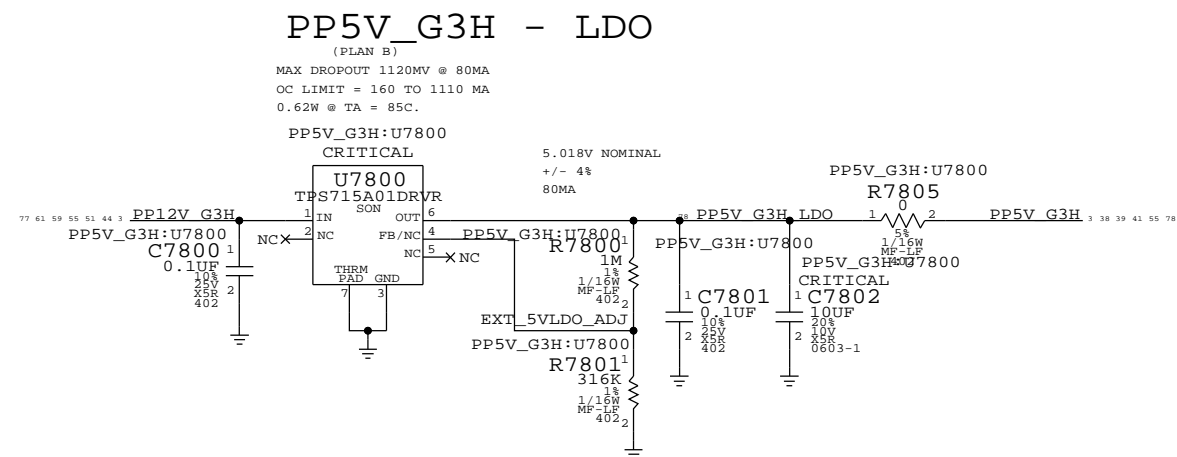 PP5V_G3H - LDO
(PLAN B)
MAX DROPOUT 1120MV @ 80MA
OC LIMIT = 160 TO 1110 MA
0.62W @ TA = 85C.
PP5V_G3H:U7800
CRITICAL
U7800
TPS715A01DRVR
SON
1 IN
2 NC
NC
OUT 6
FB/NC 4
NC 5
NC
THRM
PAD GND
7 3
5.018V NOMINAL
+/- 4%
80MA
77 61 59 55 51 44 3 PP12V_G3H
PP5V_G3H:U7800
C7800 1
0.1UF
10%
25V
X5R
402
2
PP5V_G3H:U7800
R7800 1
1M
1%
1/16W
MF-LF
402 2
EXT_5VLDO_ADJ
PP5V_G3H:U7800
R7801 1
316K
1%
1/16W
MF-LF
402 2
78 PP5V_G3H_LDO
PP5V_G3H:U7800
1 C7801
0.1UF
10%
25V
X5R
402
2
PP5V_G3H:U7800
CRITICAL
1 C7802
10UF
20%
10V
X5R
0603-1
2
PP5V_G3H:U7800
R7805
0
1 2
5%
1/16W
MF-LF
402
PP5V_G3H 3 38 39 41 55 78